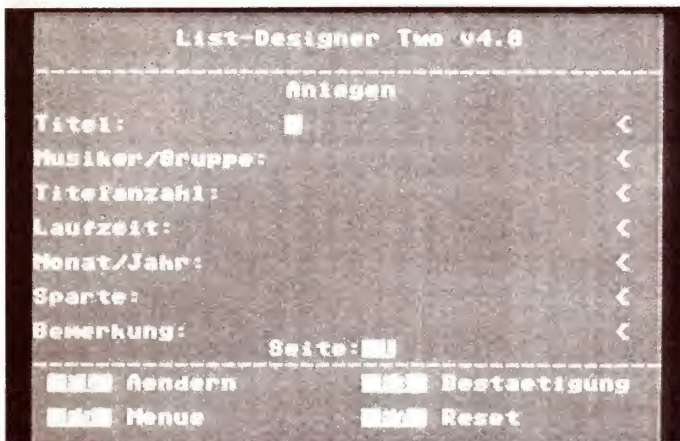 List-Designer Two v4.0
Anlegen
Titel: <
Musiker/Gruppe: <
Titelanzahl: <
Laufzeit: <
Monat/Jahr: <
Sparte: <
Bemerkung: <
Seite:
Aendern Bestaetigung
Menue Reset